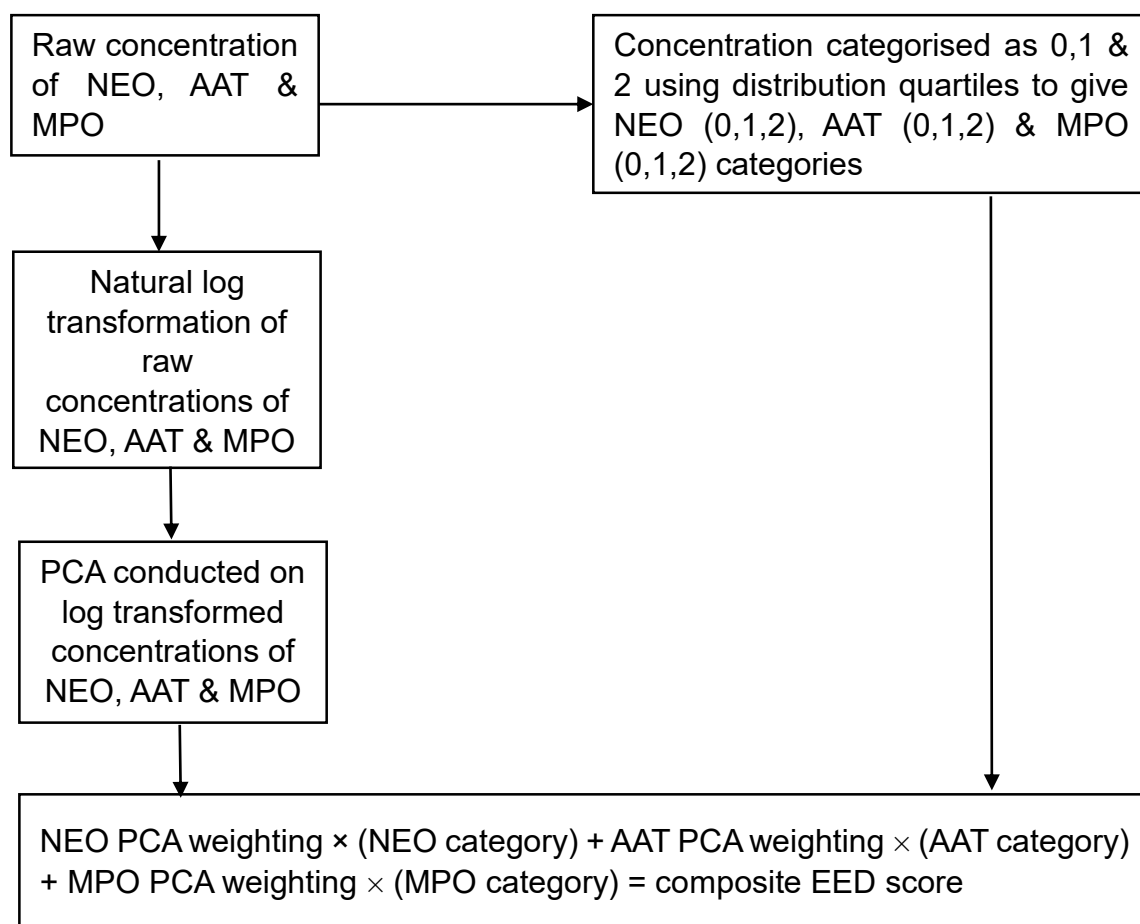 Raw concentration
of NEO, AAT &
MPO
Concentration categorised as 0,1 &
2 using distribution quartiles to give
NEO (0,1,2), AAT (0,1,2) & MPO
(0,1,2) categories
Natural log
transformation of
raw
concentrations of
NEO, AAT & MPO
PCA conducted on
log transformed
concentrations of
NEO, AAT & MPO
NEO PCA weighting × (NEO category) + AAT PCA weighting × (AAT category)
+ MPO PCA weighting × (MPO category) = composite EED score